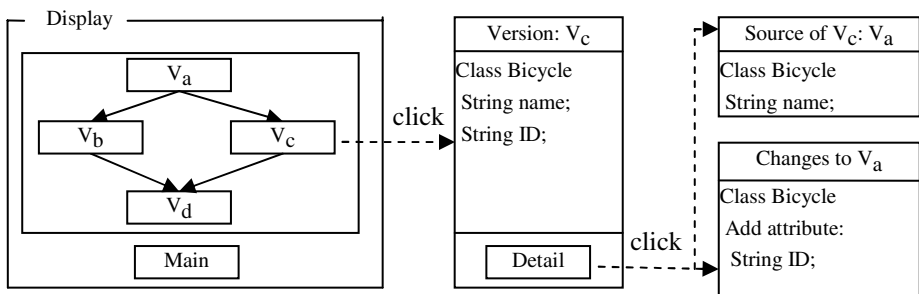 Display
Va
Vb
Vc
Vd
Main
click
Version: Vc
Class Bicycle
String name;
String ID;
Detail
click
Source of Vc: Va
Class Bicycle
String name;
Changes to Va
Class Bicycle
Add attribute:
String ID;